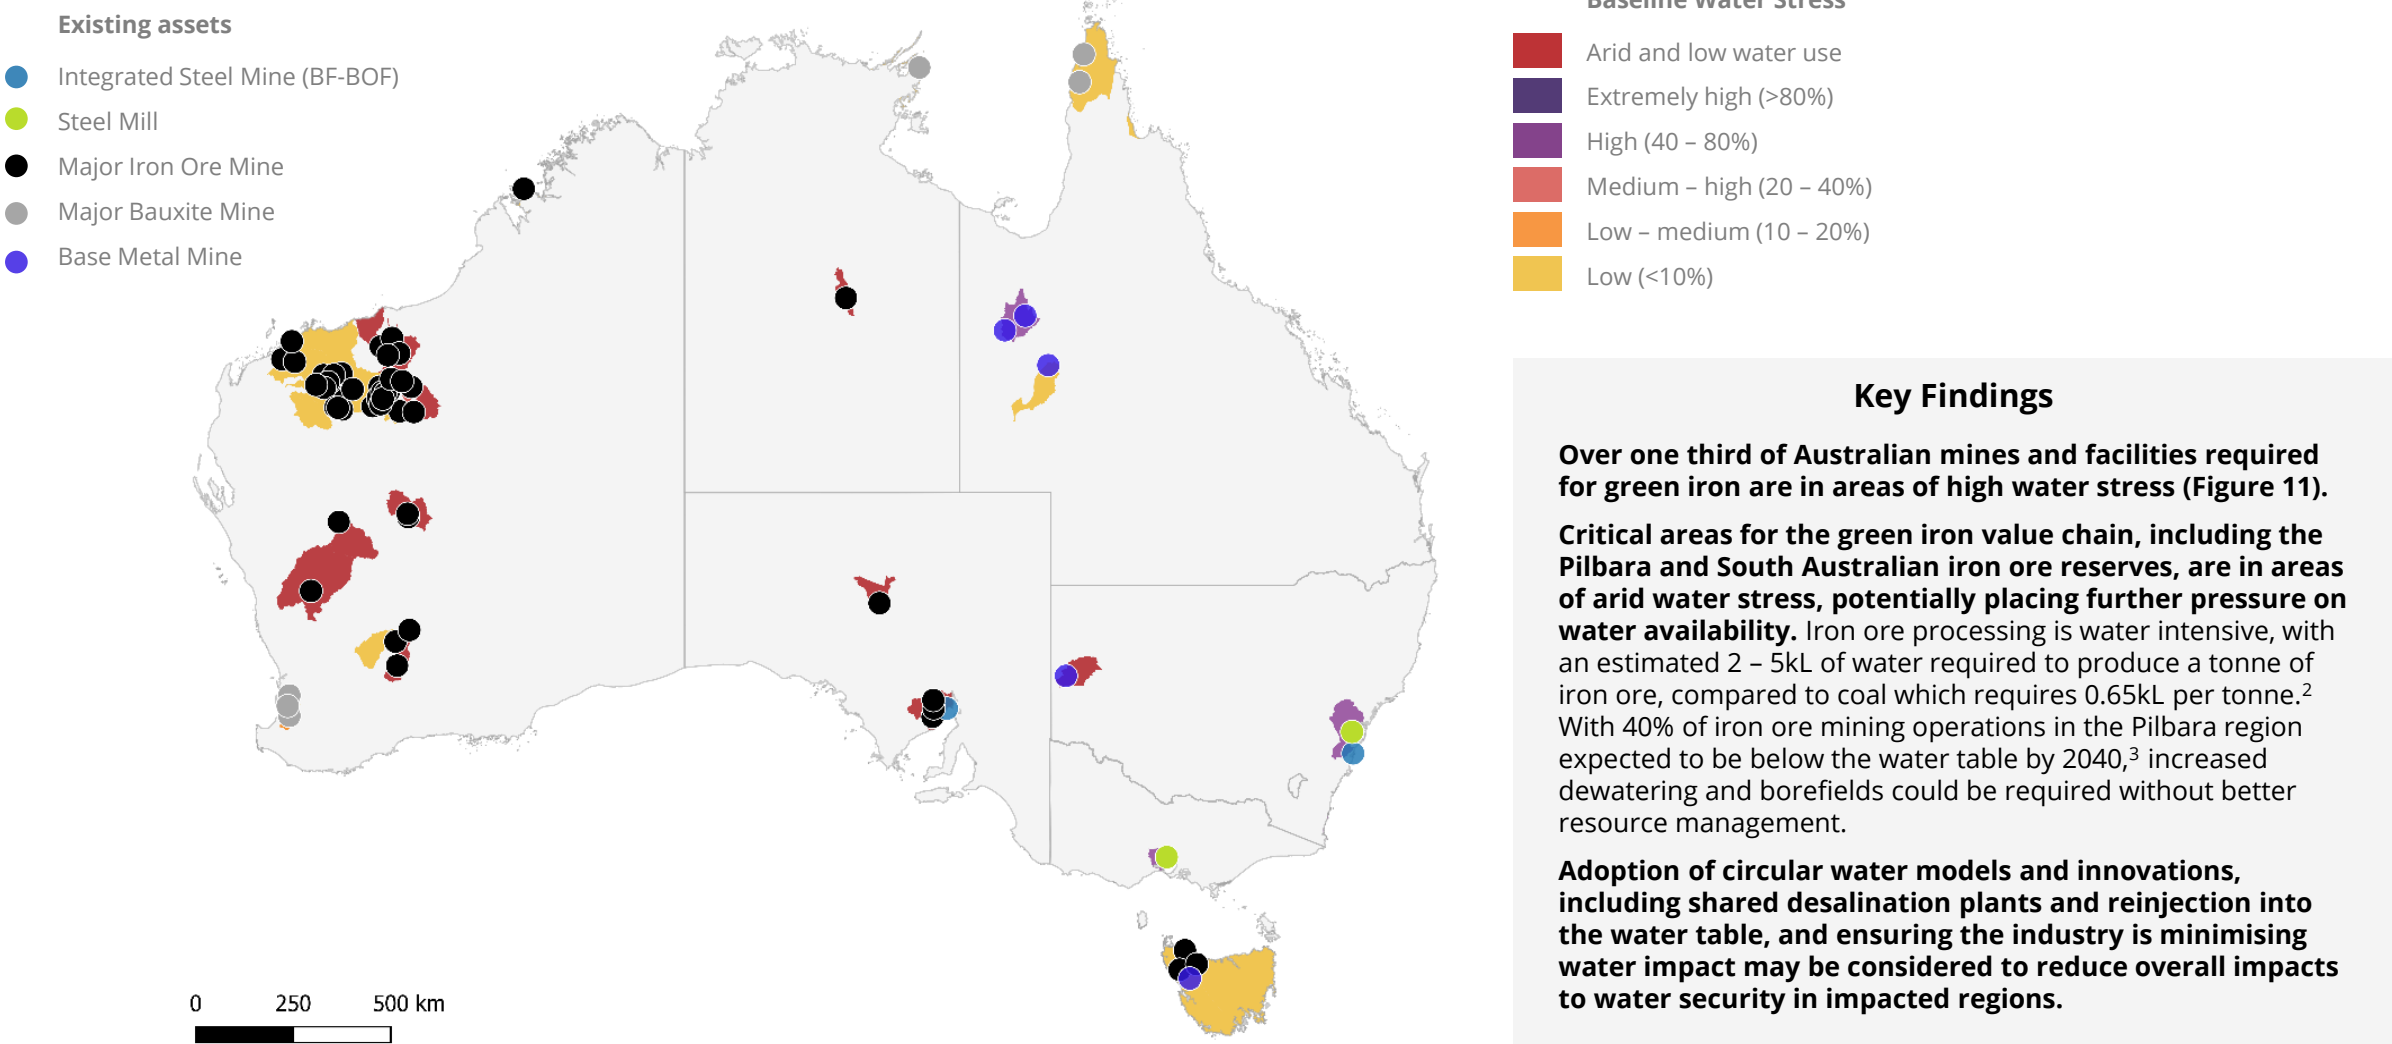 Existing assets
Integrated Steel Mine (BF-BOF)
Steel Mill
Major Iron Ore Mine
Major Bauxite Mine
Base Metal Mine
0 250 500 km
Baseline Water Stress
Arid and low water use
Extremely high (>80%)
High (40 – 80%)
Medium – high (20 – 40%)
Low – medium (10 – 20%)
Low (<10%)
Key Findings
Over one third of Australian mines and facilities required
for green iron are in areas of high water stress (Figure 11).
Critical areas for the green iron value chain, including the
Pilbara and South Australian iron ore reserves, are in areas
of arid water stress, potentially placing further pressure on
water availability. Iron ore processing is water intensive, with
an estimated 2 – 5kL of water required to produce a tonne of
iron ore, compared to coal which requires 0.65kL per tonne.²
With 40% of iron ore mining operations in the Pilbara region
expected to be below the water table by 2040,³ increased
dewatering and borefields could be required without better
resource management.
Adoption of circular water models and innovations,
including shared desalination plants and reinjection into
the water table, and ensuring the industry is minimising
water impact may be considered to reduce overall impacts
to water security in impacted regions.